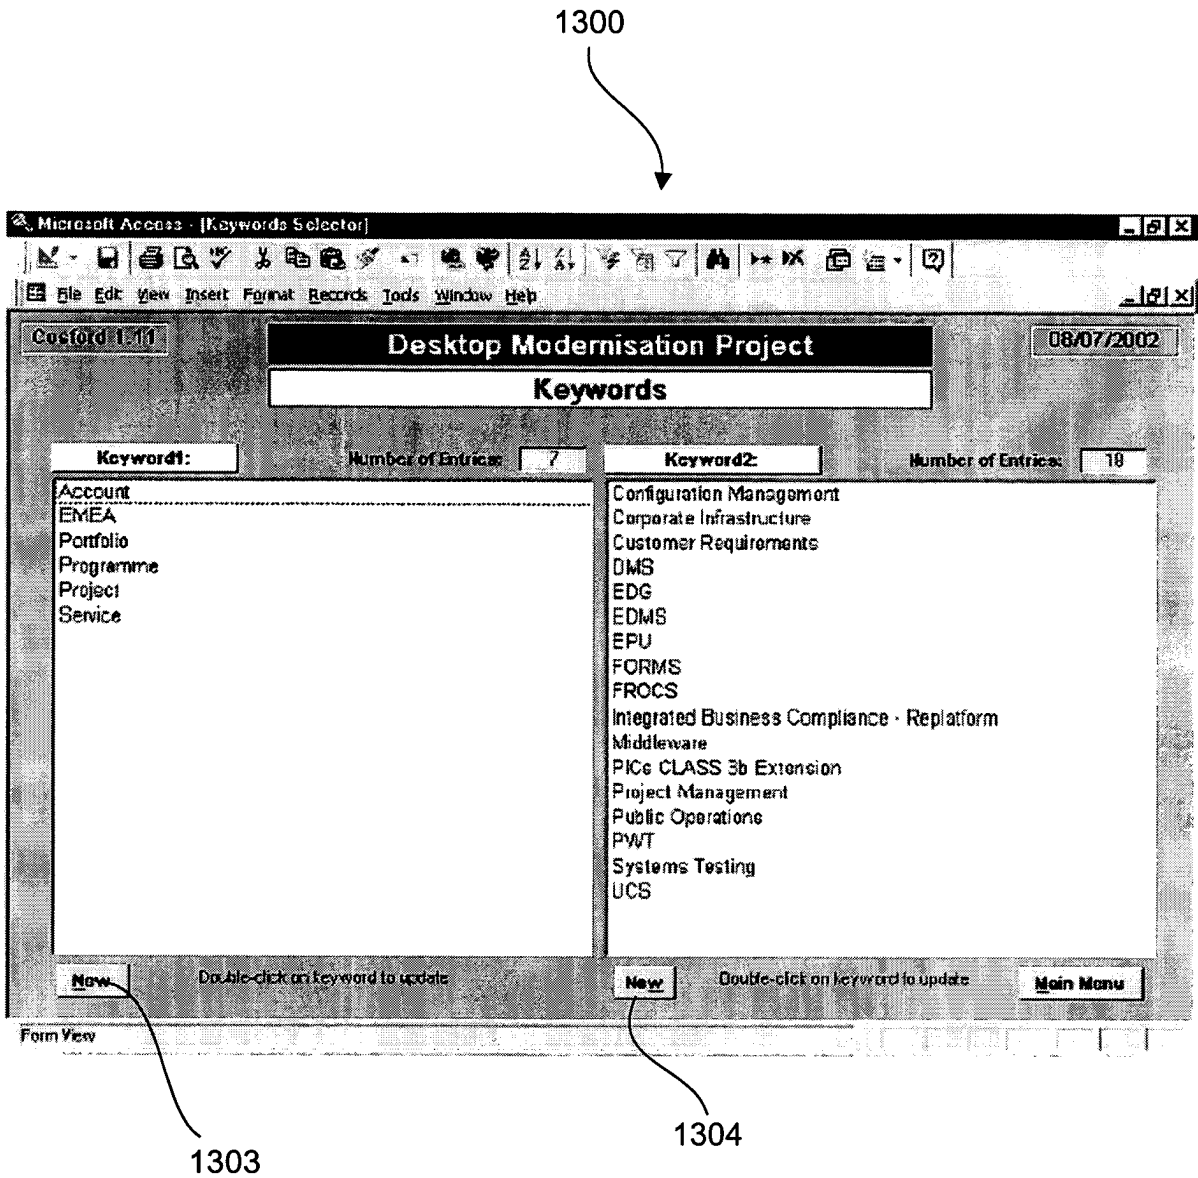 1300
Microsoft Access - [Keywords Selector]
File Edit View Insert Format Records Tools Window Help
Cosford 1.11
Desktop Modernisation Project
08/07/2002
Keywords
Keyword1:
Number of Entries: 7
Keyword2:
Number of Entries: 18
Account
EMEA
Portfolio
Programme
Project
Service
Configuration Management
Corporate Infrastructure
Customer Requirements
DMS
EDG
EDMS
EPU
FORMS
FROCS
Integrated Business Compliance - Replatform
Middleware
PICs CLASS 3b Extension
Project Management
Public Operations
PWT
Systems Testing
UCS
New
Double-click on keyword to update
New
Double-click on keyword to update
Main Menu
Form View
1303
1304